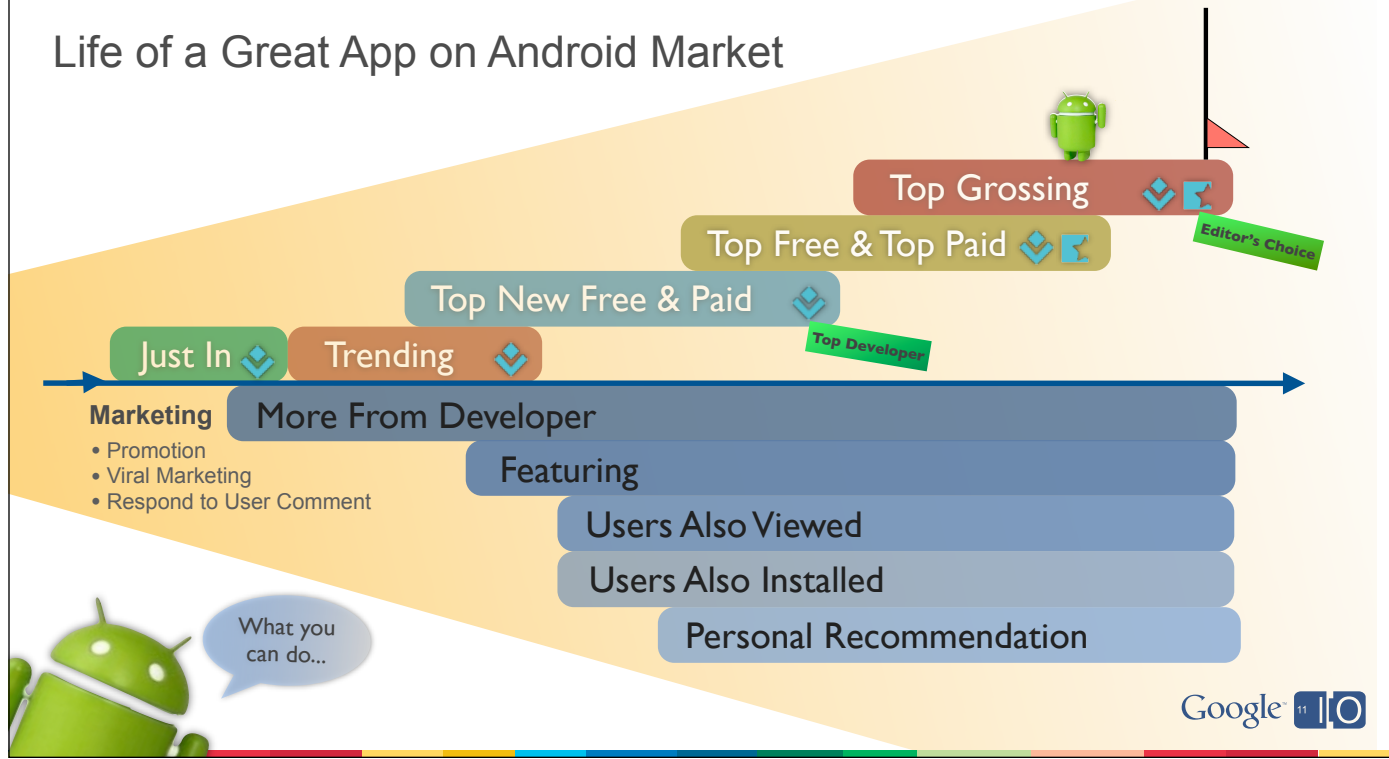 Life of a Great App on Android Market
Top Grossing
Editor's Choice
Top Free & Top Paid
Top New Free & Paid
Top Developer
Just In
Trending
Marketing
• Promotion
• Viral Marketing
• Respond to User Comment
More From Developer
Featuring
Users Also Viewed
Users Also Installed
Personal Recommendation
What you
can do...
Google™ 11 IO